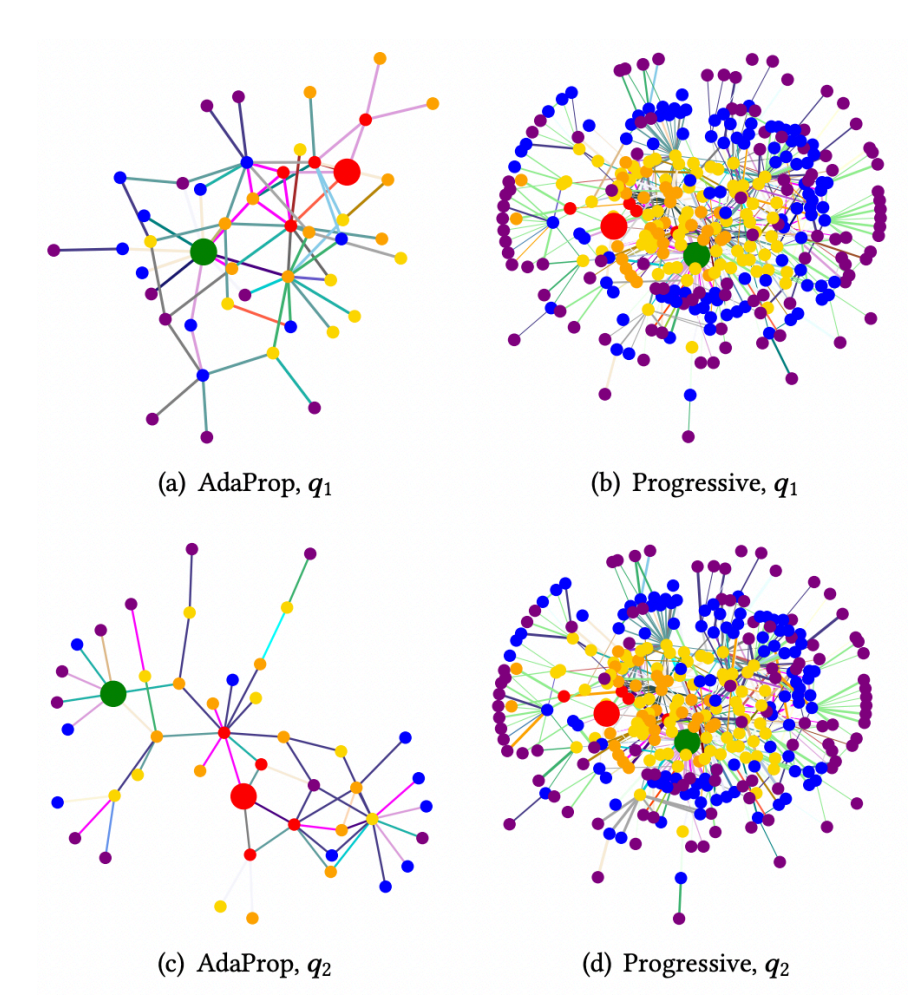 (a) AdaProp, q₁
(b) Progressive, q₁
(c) AdaProp, q₂
(d) Progressive, q₂